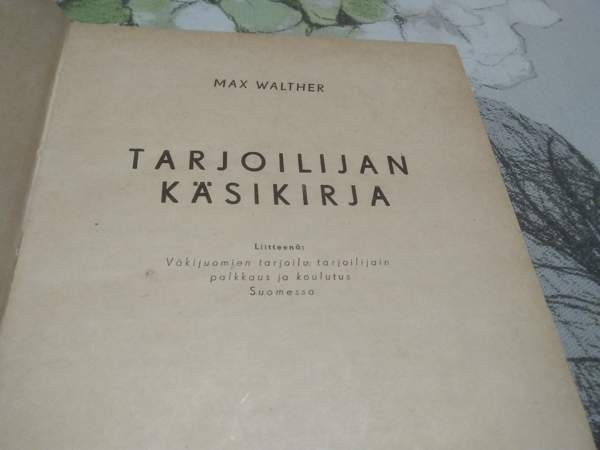 MAX WALTHER
TARJOILIJAN
KÄSIKIRJA
Liitteenä:
Väkijuomien tarjoilu; tarjoilijain
palkkaus ja koulutus
Suomessa